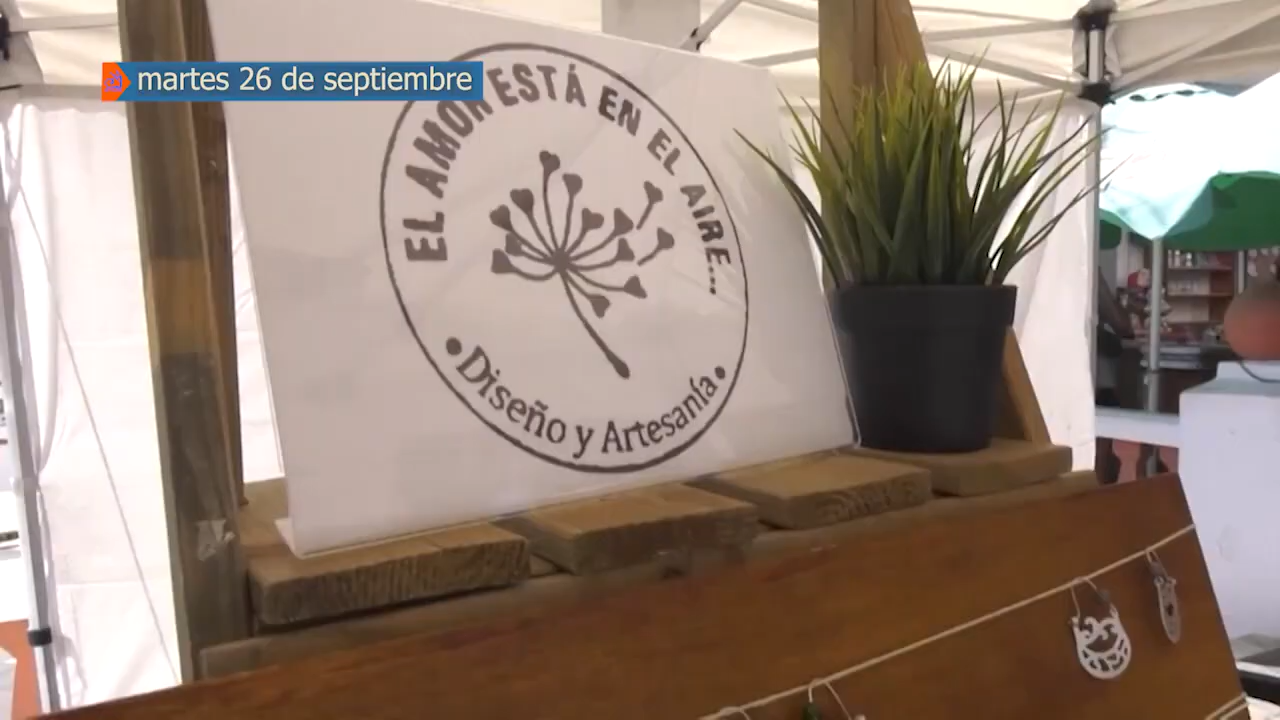 martes 26 de septiembre
EL AMOR ESTÁ EN EL AIRE...
• Diseño y Artesanía •